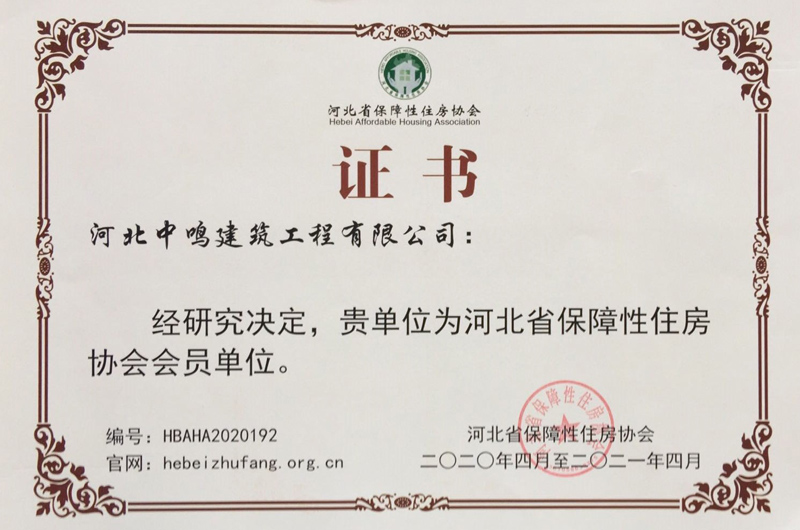 河北省保障性住房协会
Hebei Affordable Housing Association
证书
河北中鸣建筑工程有限公司：
经研究决定，贵单位为河北省保障性住房
协会会员单位。
编号：HBAHA2020192
河北省保障性住房协会
官网：hebeizhufang.org.cn
二〇二〇年四月至二〇二一年四月